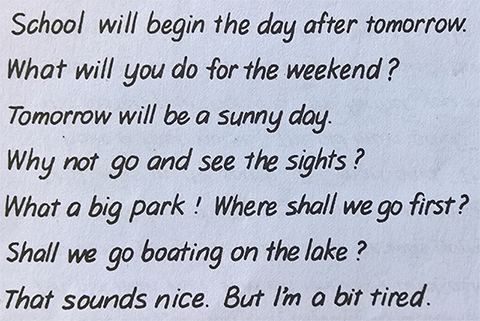 School will begin the day after tomorrow.
What will you do for the weekend?
Tomorrow will be a sunny day.
Why not go and see the sights?
What a big park! Where shall we go first?
Shall we go boating on the lake?
That sounds nice. But I'm a bit tired.